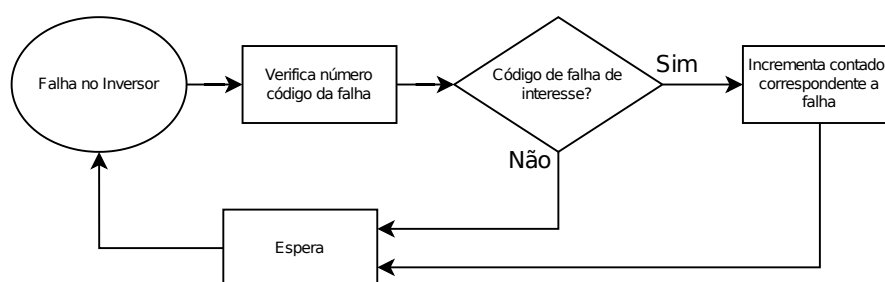 Falha no Inversor
Verifica número
código da falha
Código de falha de
interesse?
Sim
Incrementa contado
correspondente a
falha
Não
Espera